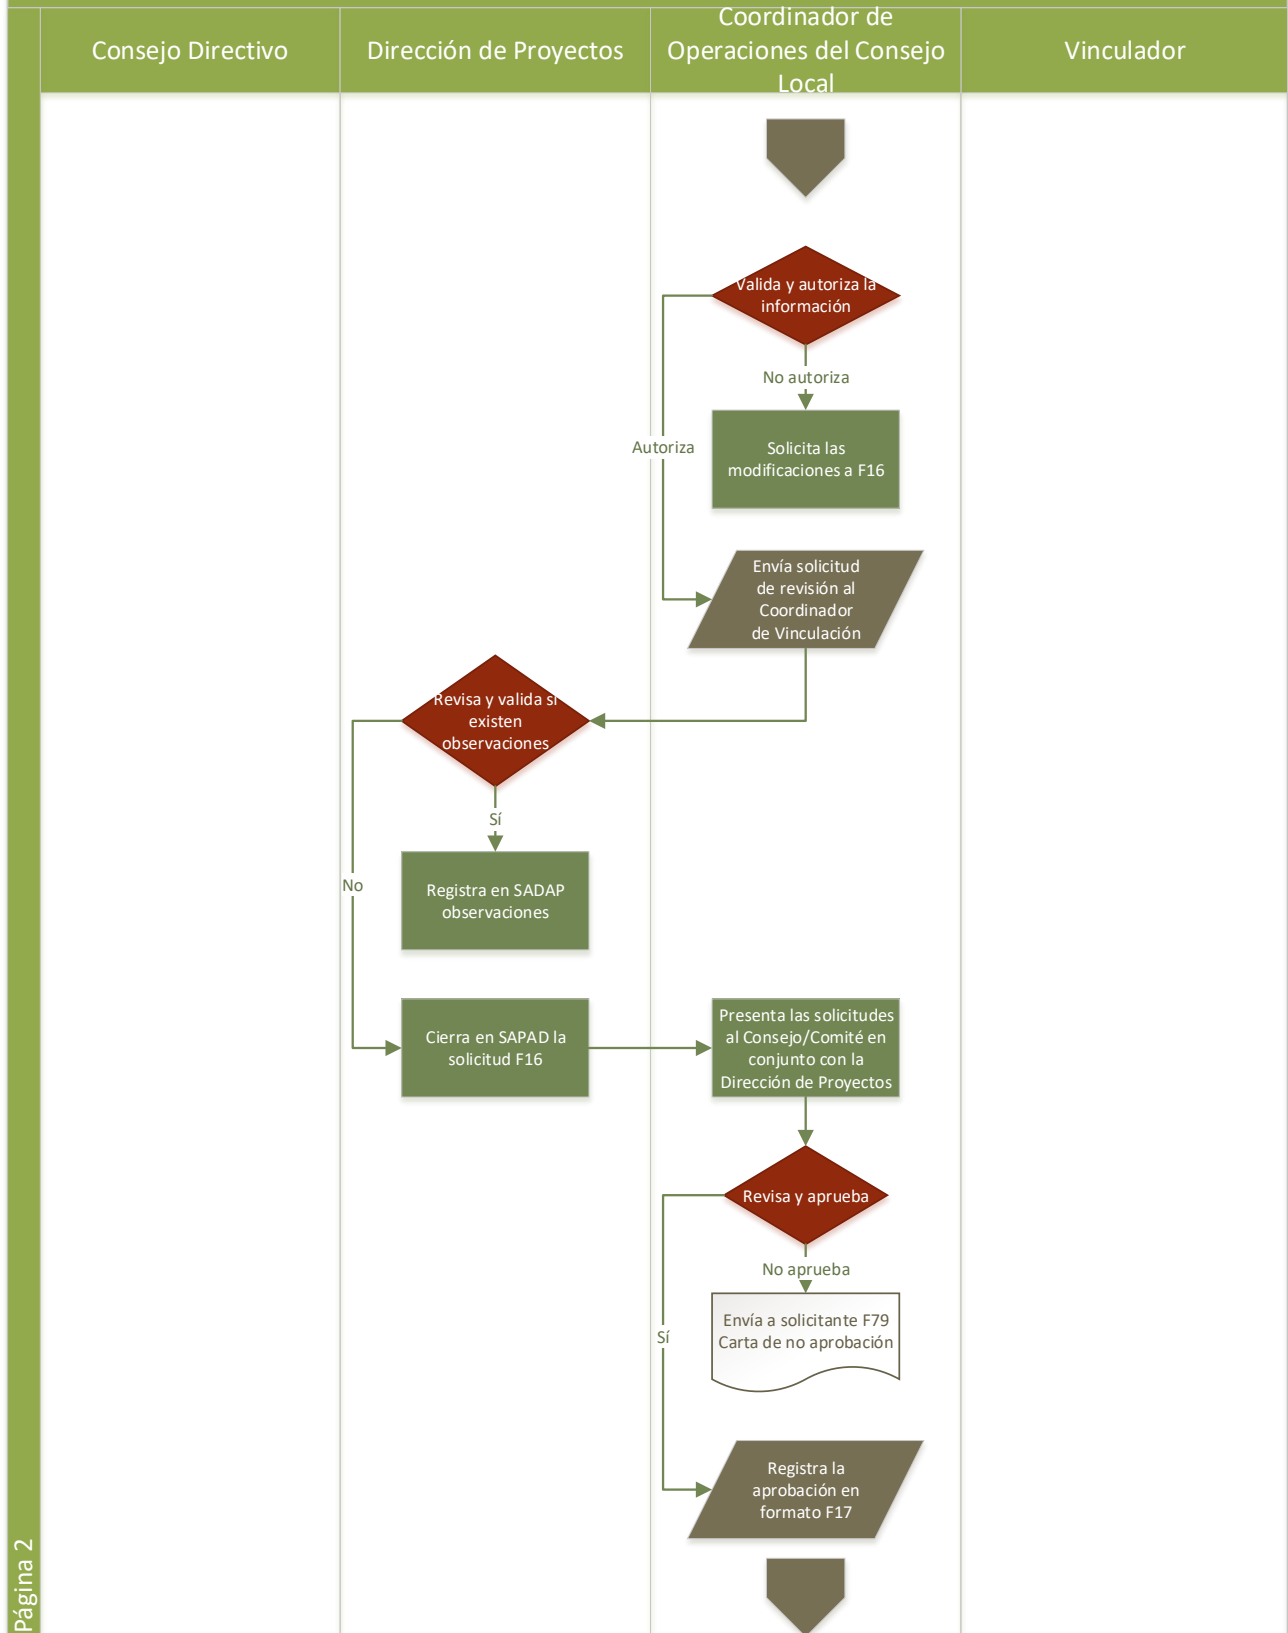 Consejo Directivo
Dirección de Proyectos
Coordinador de
Operaciones del Consejo
Local
Vinculador
Valida y autoriza la
información
No autoriza
Autoriza
Solicita las
modificaciones a F16
Envía solicitud
de revisión al
Coordinador
de Vinculación
Revisa y valida si
existen
observaciones
Sí
No
Registra en SADAP
observaciones
Cierra en SAPAD la
solicitud F16
Presenta las solicitudes
al Consejo/Comité en
conjunto con la
Dirección de Proyectos
Revisa y aprueba
No aprueba
Sí
Envía a solicitante F79
Carta de no aprobación
Registra la
aprobación en
formato F17
Página 2